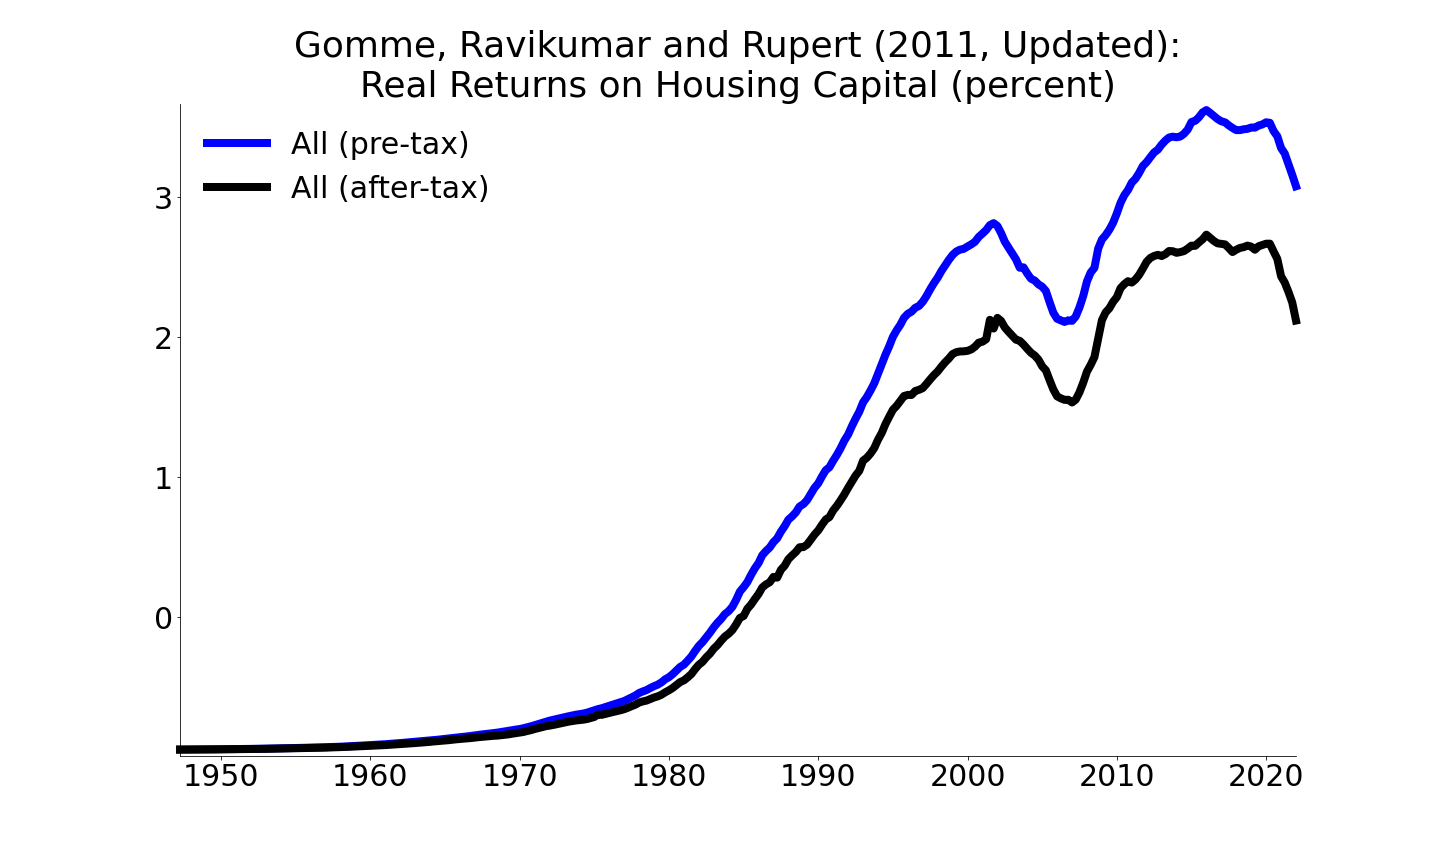 Gomme, Ravikumar and Rupert (2011, Updated):
Real Returns on Housing Capital (percent)
All (pre-tax)
All (after-tax)
3
2
1
0
1950 1960 1970 1980 1990 2000 2010 2020